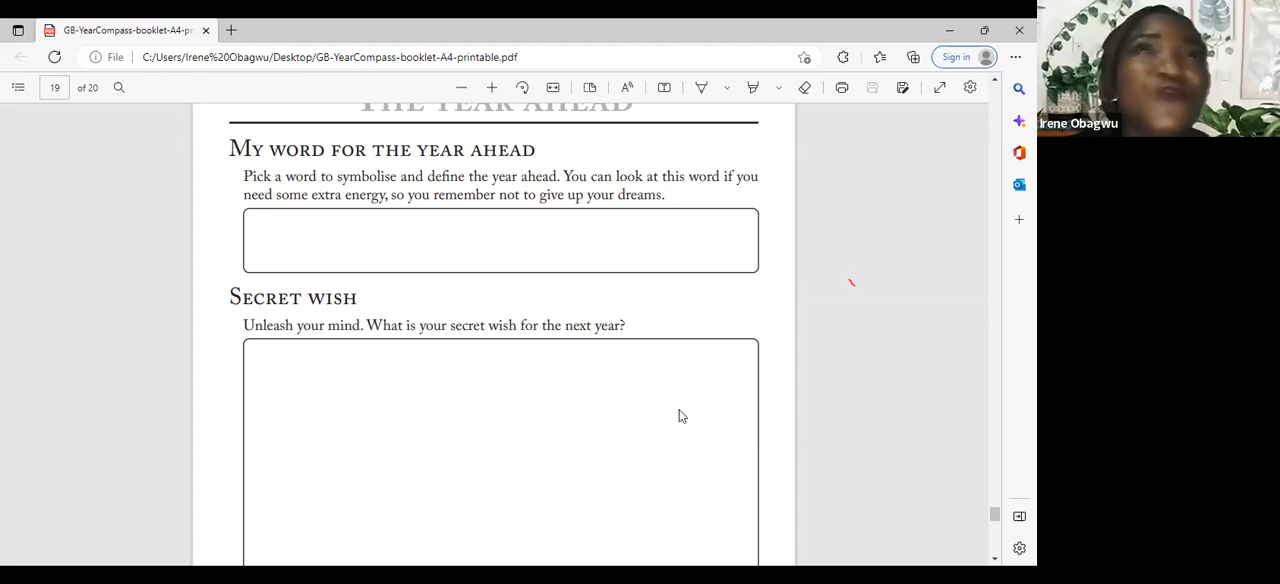 GB-YearCompass-booklet-A4-pr
File
C:/Users/Irene%20Obagwu/Desktop/GB-YearCompass-booklet-A4-printable.pdf
Sign in
19 of 20
Irene Obagwu
THE YEAR AHEAD
MY WORD FOR THE YEAR AHEAD
Pick a word to symbolise and define the year ahead. You can look at this word if you
need some extra energy, so you remember not to give up your dreams.
SECRET WISH
Unleash your mind. What is your secret wish for the next year?